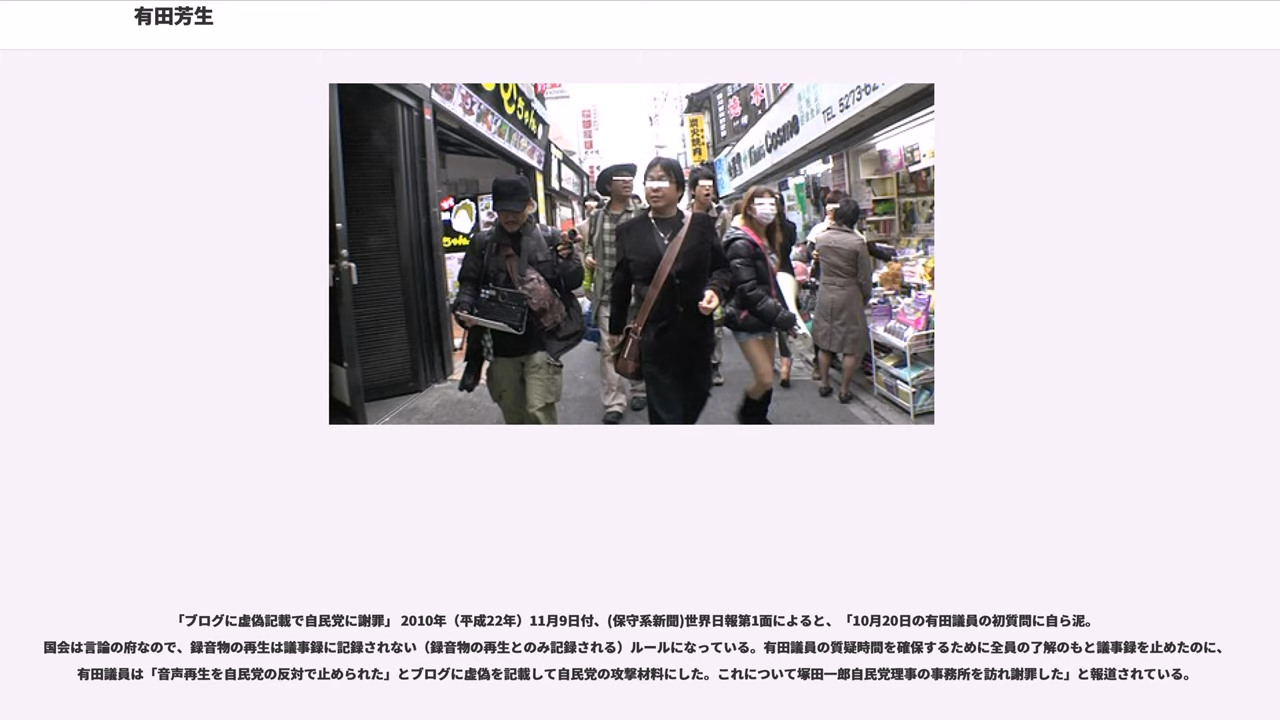 有田芳生
TEL 5273-62
Cosme
「ブログに虚偽記載で自民党に謝罪」 2010年（平成22年）11月9日付、(保守系新聞)世界日報第1面によると、「10月20日の有田議員の初質問に自ら泥。
国会は言論の府なので、録音物の再生は議事録に記録されない（録音物の再生とのみ記録される）ルールになっている。有田議員の質疑時間を確保するために全員の了解のもと議事録を止めたのに、
有田議員は「音声再生を自民党の反対で止められた」とブログに虚偽を記載して自民党の攻撃材料にした。これについて塚田一郎自民党理事の事務所を訪れ謝罪した」と報道されている。